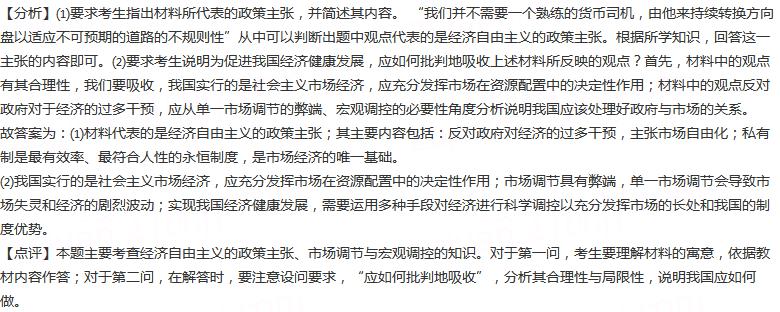 【分析】(1)要求考生指出材料所代表的政策主张，并简述其内容。 “我们并不需要一个熟练的货币司机，由他来持续转换方向
盘以适应不可预期的道路的不规则性”从中可以判断出题中观点代表的是经济自由主义的政策主张。根据所学知识，回答这一
主张的内容即可。(2)要求考生说明为促进我国经济健康发展，应如何批判地吸收上述材料所反映的观点？首先，材料中的观点
有其合理性，我们要吸收，我国实行的是社会主义市场经济，应充分发挥市场在资源配置中的决定性作用；材料中的观点反对
政府对于经济的过多干预，应从单一市场调节的弊端、宏观调控的必要性角度分析说明我国应该处理好政府与市场的关系。
故答案为：(1)材料代表的是经济自由主义的政策主张；其主要内容包括：反对政府对经济的过多干预，主张市场自由化；私有
制是最有效率、最符合人性的永恒制度，是市场经济的唯一基础。
(2)我国实行的是社会主义市场经济，应充分发挥市场在资源配置中的决定性作用；市场调节具有弊端，单一市场调节会导致市
场失灵和经济的剧烈波动；实现我国经济健康发展，需要运用多种手段对经济进行科学调控以充分发挥市场的长处和我国的制
度优势。
【点评】本题主要考查经济自由主义的政策主张、市场调节与宏观调控的知识。对于第一问，考生要理解材料的寓意，依据教
材内容作答；对于第二问，在解答时，要注意设问要求，“应如何批判地吸收”，分析其合理性与局限性，说明我国应如何
做。